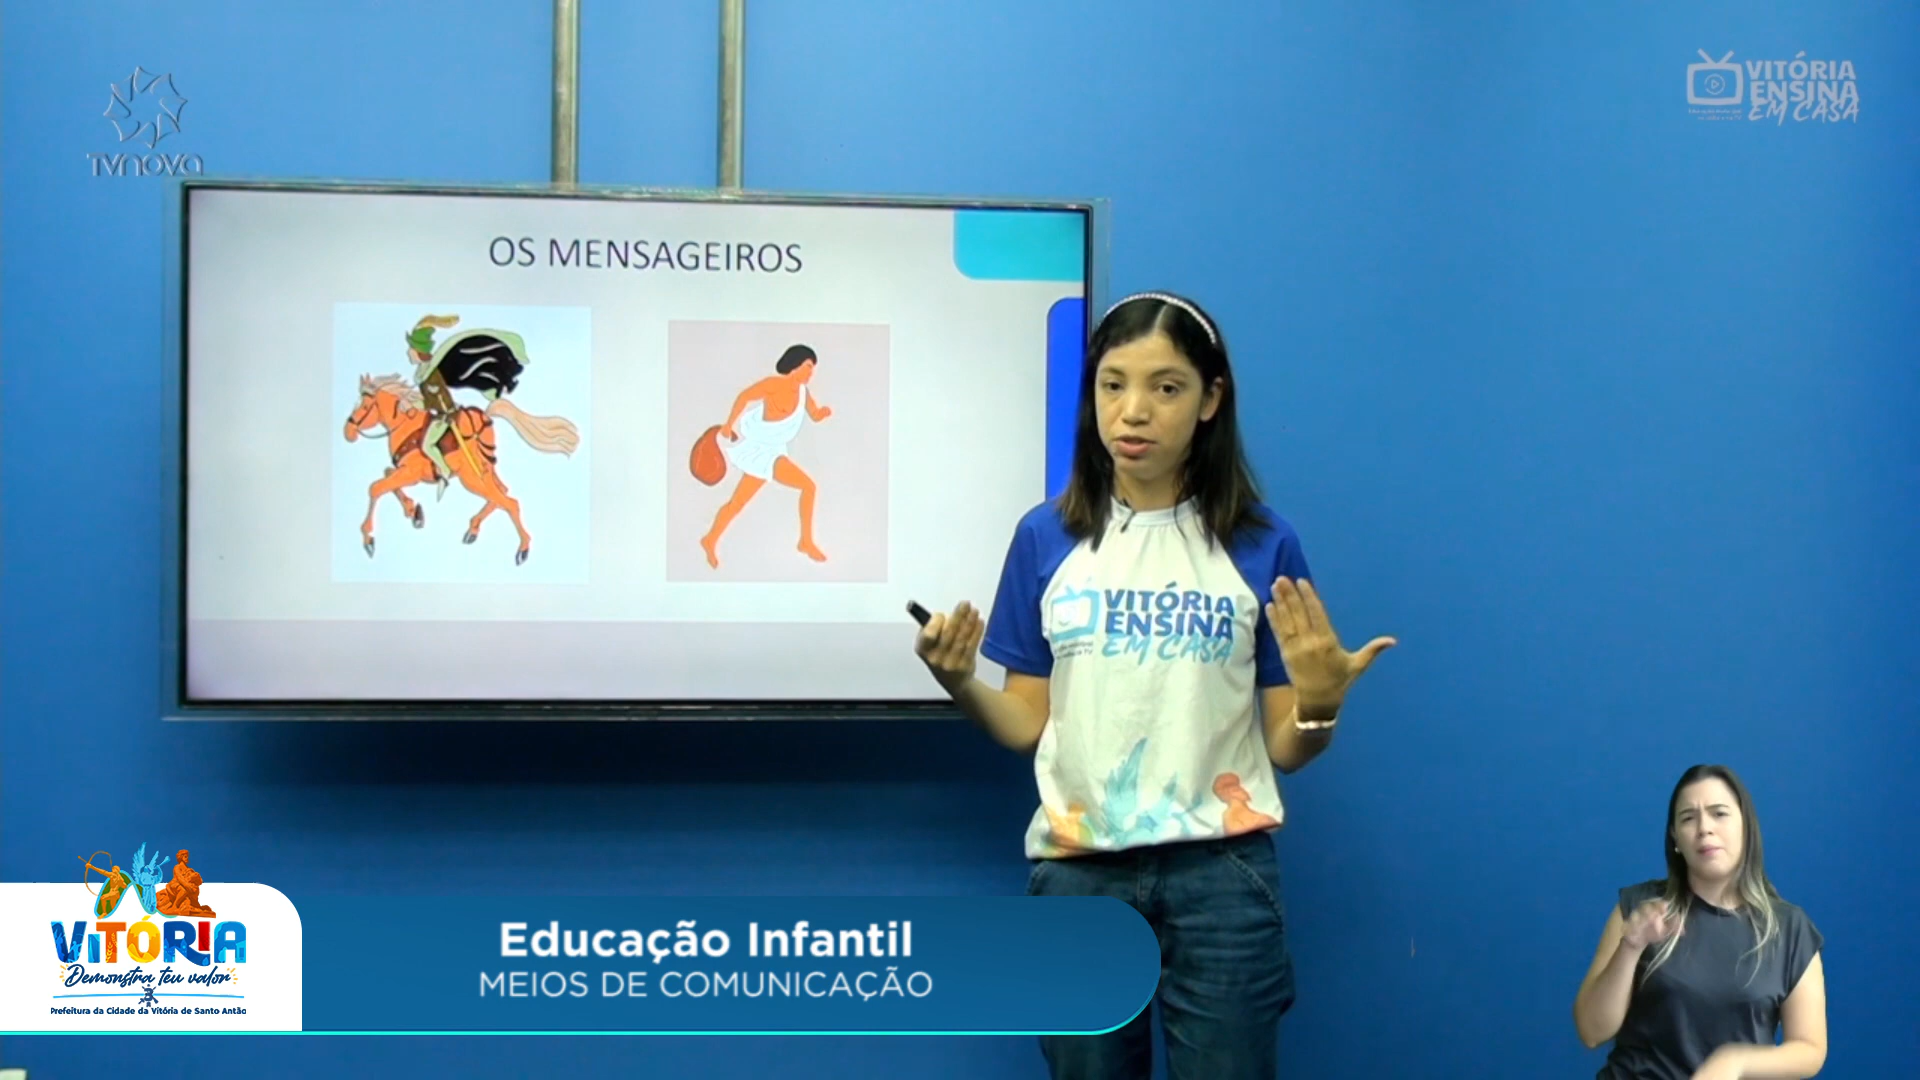 TVNOVA
VITÓRIA
ENSINA
EM CASA
OS MENSAGEIROS
VITÓRIA
ENSINA
EM CASA
VITÓRIA
Demonstra teu valor
Prefeitura da Cidade da Vitória de Santo Antão
Educação Infantil
MEIOS DE COMUNICAÇÃO